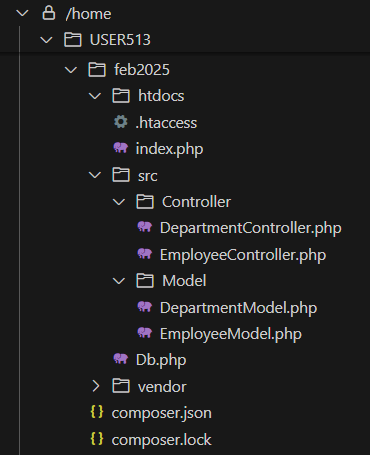 /home
USER513
feb2025
htdocs
.htaccess
index.php
src
Controller
DepartmentController.php
EmployeeController.php
Model
DepartmentModel.php
EmployeeModel.php
Db.php
vendor
{} composer.json
{} composer.lock